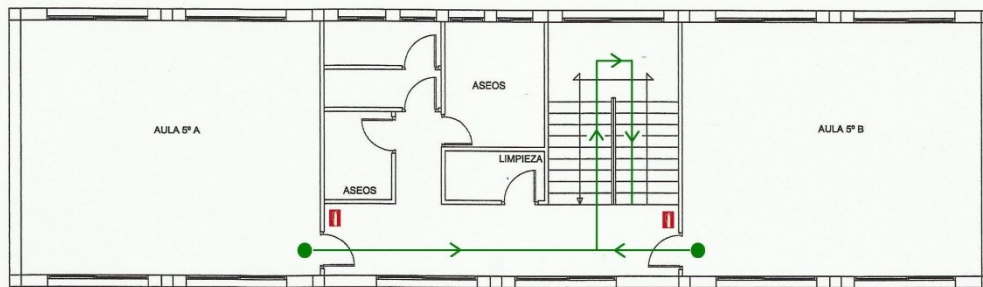 ASEOS
AULA 5º A
AULA 5º B
LIMPIEZA
ASEOS